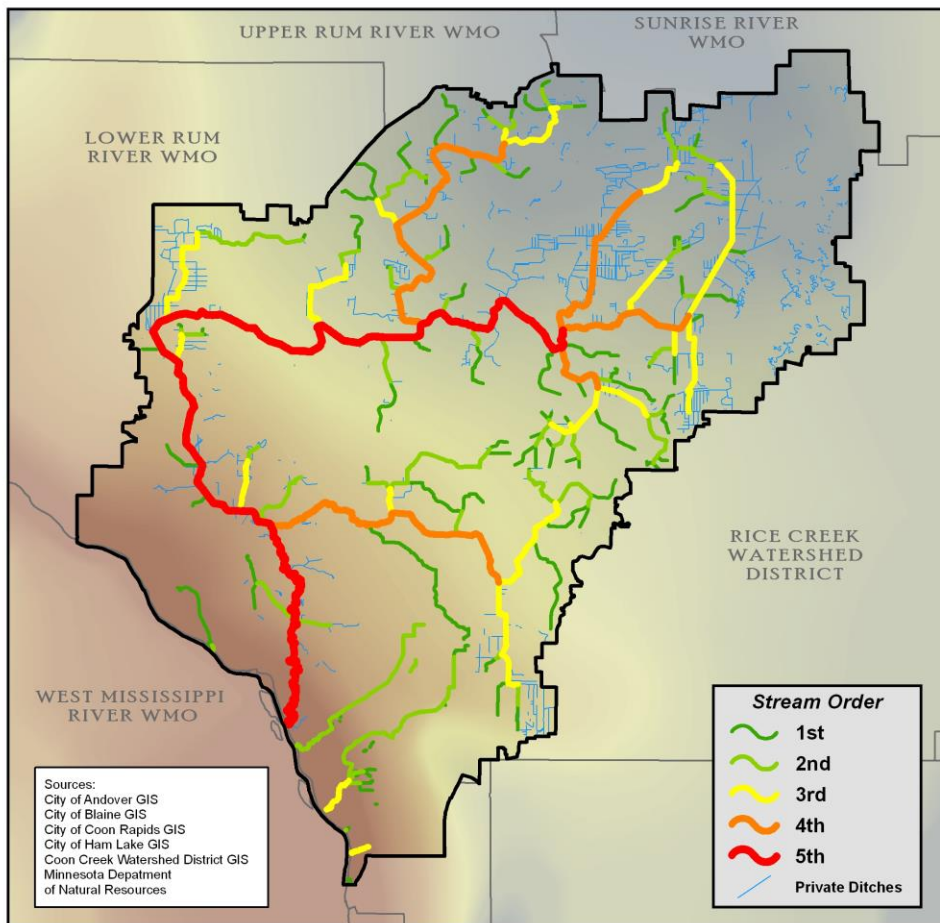 UPPER RUM RIVER WMO
SUNRISE RIVER
WMO
LOWER RUM
RIVER WMO
RICE CREEK
WATERSHED
DISTRICT
WEST MISSISSIPPI
RIVER WMO
Stream Order
1st
2nd
3rd
4th
5th
Private Ditches
Sources:
City of Andover GIS
City of Blaine GIS
City of Coon Rapids GIS
City of Ham Lake GIS
Coon Creek Watershed District GIS
Minnesota Depatment
of Natural Resources